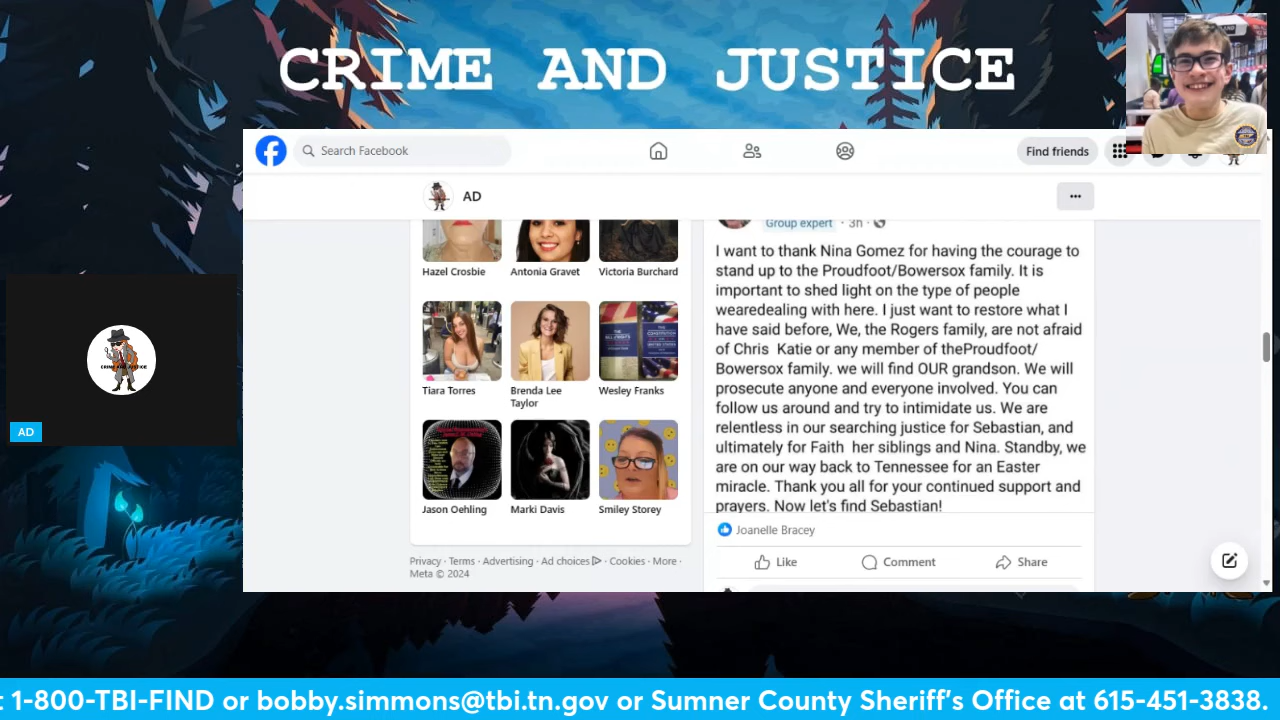 CRIME AND JUSTICE
Search Facebook
Find friends
AD
Hazel Crosbie
Antonia Gravet
Victoria Burchard
Tiara Torres
Brenda Lee
Taylor
Wesley Franks
Jason Oehling
Marki Davis
Smiley Storey
Privacy · Terms · Advertising · Ad choices · Cookies · More ·
Meta © 2024
Group expert · 3h ·
I want to thank Nina Gomez for having the courage to
stand up to the Proudfoot/Bowersox family. It is
important to shed light on the type of people
wearedealing with here. I just want to restore what I
have said before, We, the Rogers family, are not afraid
of Chris Katie or any member of theProudfoot/
Bowersox family. we will find OUR grandson. We will
prosecute anyone and everyone involved. You can
follow us around and try to intimidate us. We are
relentless in our searching justice for Sebastian, and
ultimately for Faith her siblings and Nina. Standby, we
are on our way back to Tennessee for an Easter
miracle. Thank you all for your continued support and
prayers. Now let's find Sebastian!
Joanelle Bracey
Like
Comment
Share
CRIME AND JUSTICE
AD
1-800-TBI-FIND or bobby.simmons@tbi.tn.gov or Sumner County Sheriff's Office at 615-451-3838.